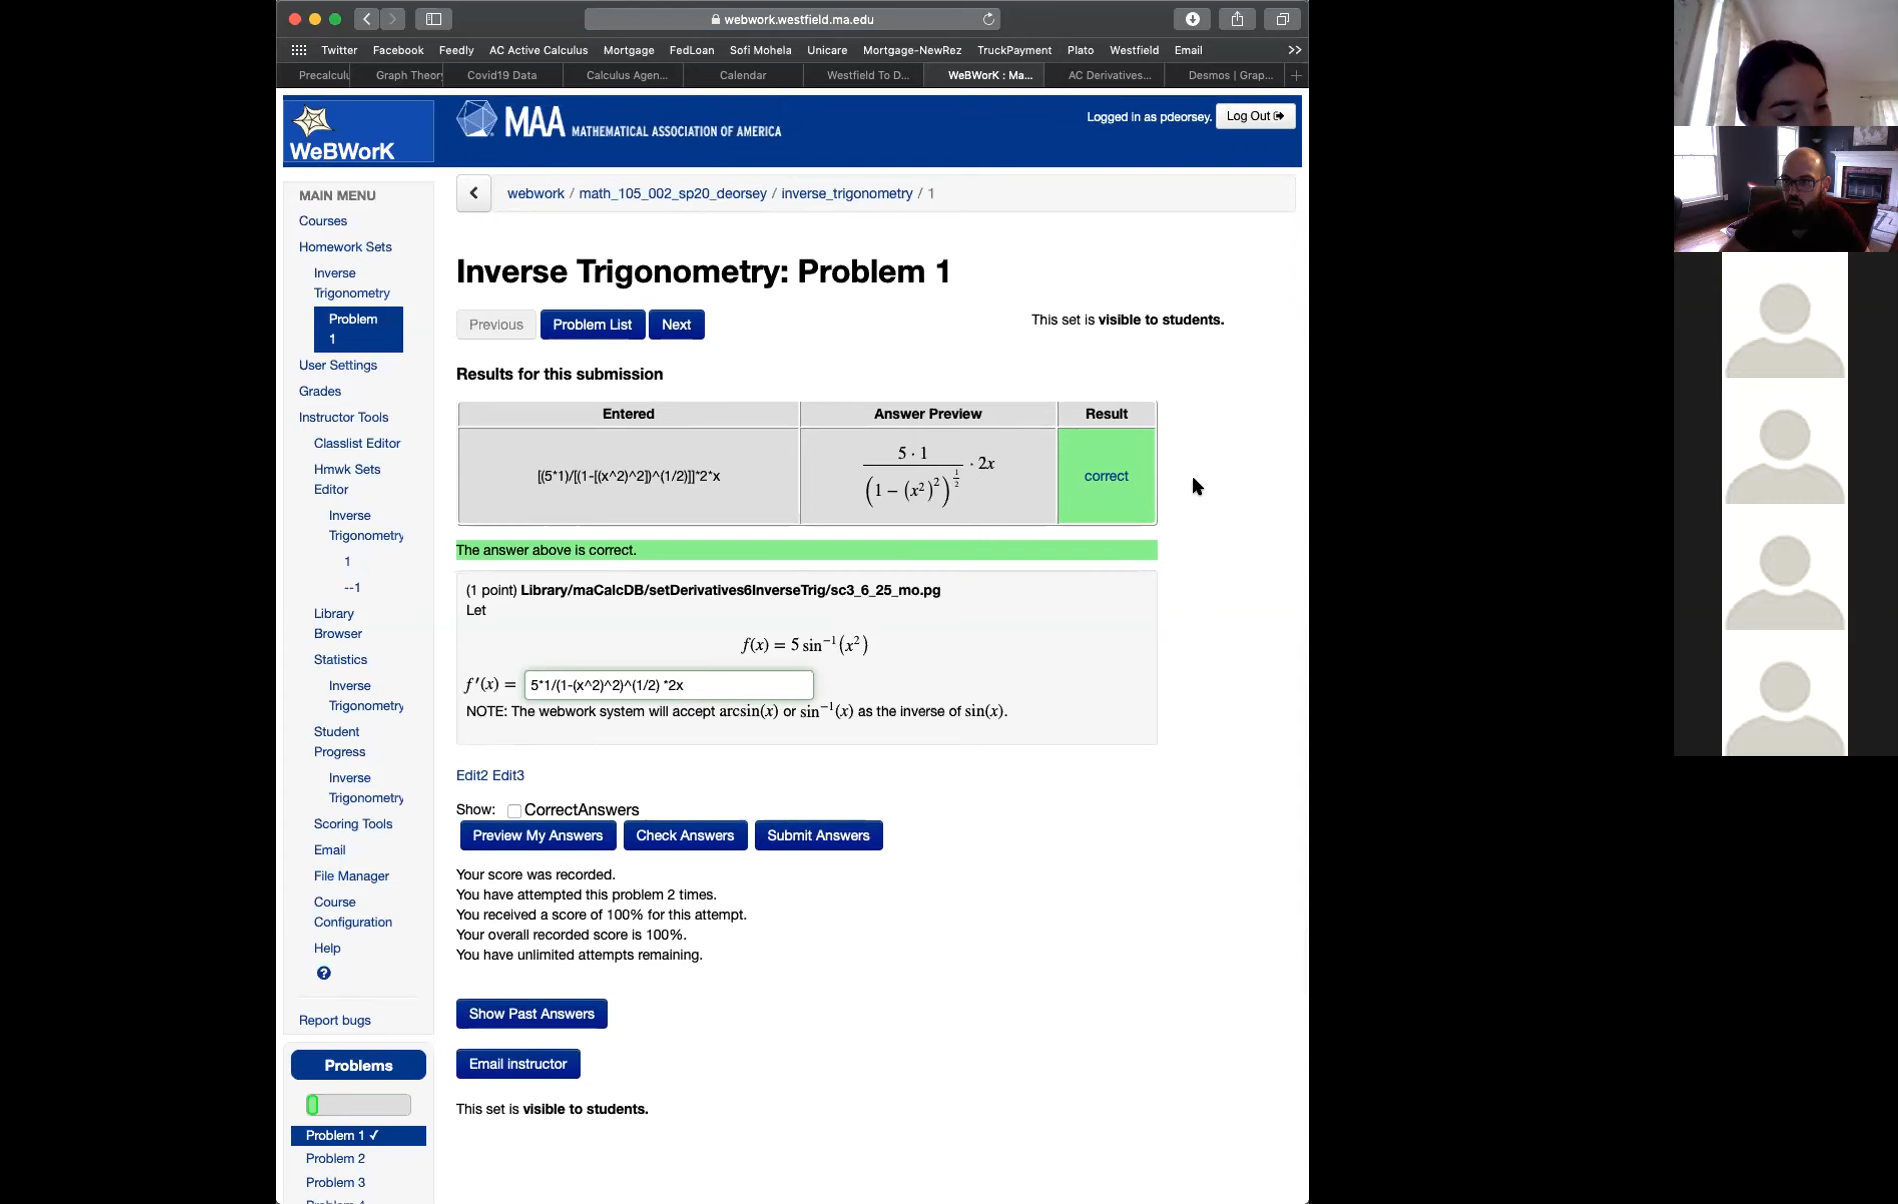 webwork.westfield.ma.edu
Twitter Facebook Feedly AC Active Calculus Mortgage FedLoan Sofi Mohela Unicare Mortgage-NewRez TruckPayment Plato Westfield Email >>
Precalculu Graph Theory Covid19 Data Calculus Agen... Calendar Westfield To D... WeBWorK : Ma... AC Derivatives... Desmos | Grap... +
WeBWorK
MAA MATHEMATICAL ASSOCIATION OF AMERICA
Logged in as pdeorsey. Log Out
webwork / math_105_002_sp20_deorsey / inverse_trigonometry / 1
MAIN MENU
Courses
Homework Sets
Inverse
Trigonometry
Problem
1
User Settings
Grades
Instructor Tools
Classlist Editor
Hmwk Sets
Editor
Inverse
Trigonometry
1
--1
Library
Browser
Statistics
Inverse
Trigonometry
Student
Progress
Inverse
Trigonometry
Scoring Tools
Email
File Manager
Course
Configuration
Help
?
Report bugs
Problems
Problem 1 ✓
Problem 2
Problem 3
Inverse Trigonometry: Problem 1
Previous Problem List Next
This set is visible to students.
Results for this submission
Entered Answer Preview Result
[(5*1)/[(1-[(x^2)^2])^(1/2)]]*2*x
5 · 1 / (1 − (x²)²)^½ · 2x
correct
The answer above is correct.
(1 point) Library/maCalcDB/setDerivatives6InverseTrig/sc3_6_25_mo.pg
Let
f(x) = 5 sin⁻¹(x²)
f′(x) = 5*1/(1-(x^2)^2)^(1/2) *2x
NOTE: The webwork system will accept arcsin(x) or sin⁻¹(x) as the inverse of sin(x).
Edit2 Edit3
Show: CorrectAnswers
Preview My Answers Check Answers Submit Answers
Your score was recorded.
You have attempted this problem 2 times.
You received a score of 100% for this attempt.
Your overall recorded score is 100%.
You have unlimited attempts remaining.
Show Past Answers
Email instructor
This set is visible to students.